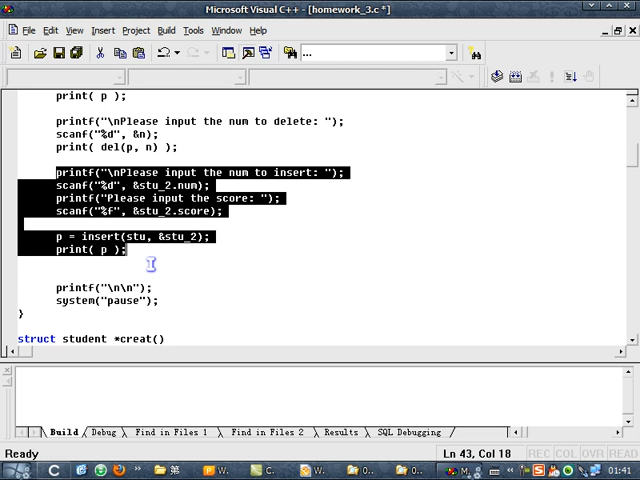 Microsoft Visual C++ - [homework_3.c *]
File Edit View Insert Project Build Tools Window Help
...
print( p );
printf("\nPlease input the num to delete: ");
scanf("%d", &n);
print( del(p, n) );
printf("\nPlease input the num to insert: ");
scanf("%d", &stu_2.num);
printf("Please input the score: ");
scanf("%f", &stu_2.score);
p = insert(stu, &stu_2);
print( p );
printf("\n\n");
system("pause");
}
struct student *creat()
Build Debug Find in Files 1 Find in Files 2 Results SQL Debugging
Ready Ln 43, Col 18 REC COL OVR READ
第 W. C. W. 0.. 0.. M. 01:41